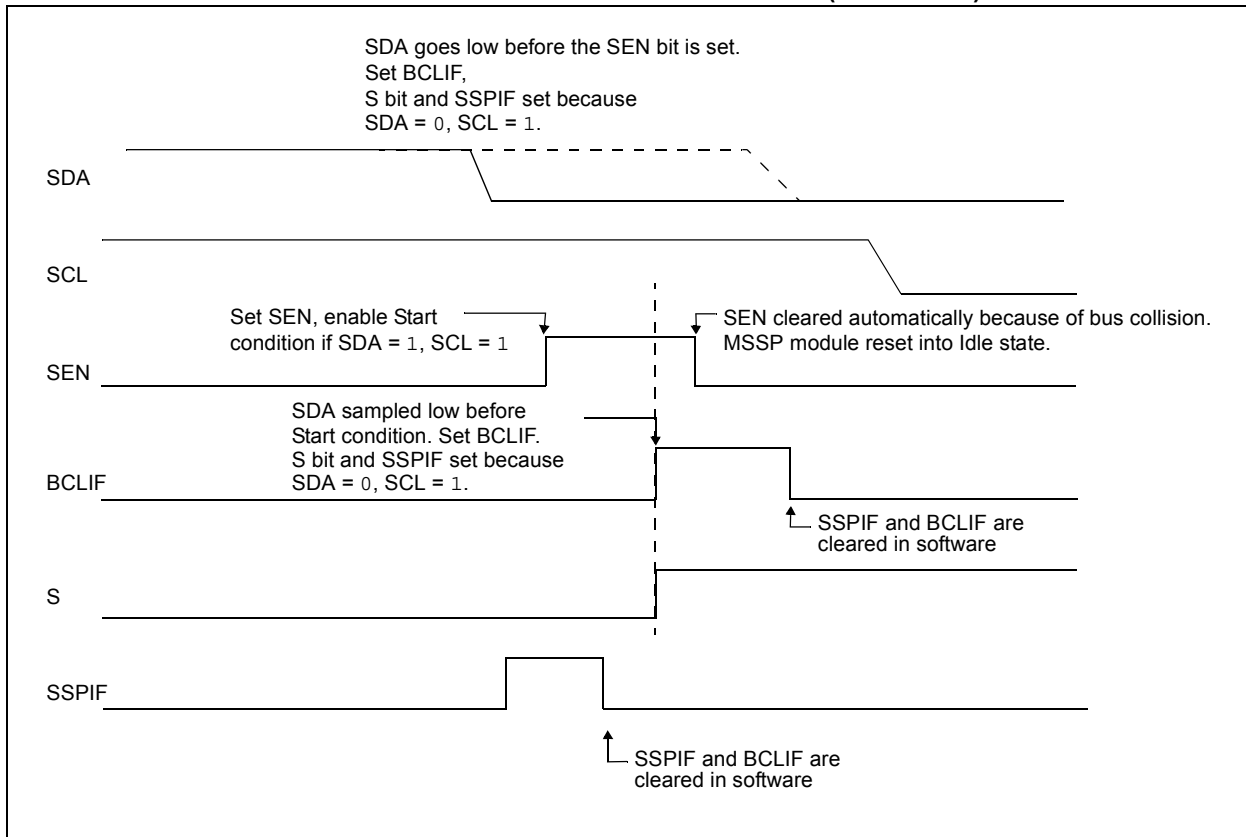 SDA goes low before the SEN bit is set.
Set BCLIF,
S bit and SSPIF set because
SDA = 0, SCL = 1.
SDA
SCL
Set SEN, enable Start
condition if SDA = 1, SCL = 1
SEN cleared automatically because of bus collision.
MSSP module reset into Idle state.
SEN
SDA sampled low before
Start condition. Set BCLIF.
S bit and SSPIF set because
SDA = 0, SCL = 1.
BCLIF
SSPIF and BCLIF are
cleared in software
S
SSPIF
SSPIF and BCLIF are
cleared in software